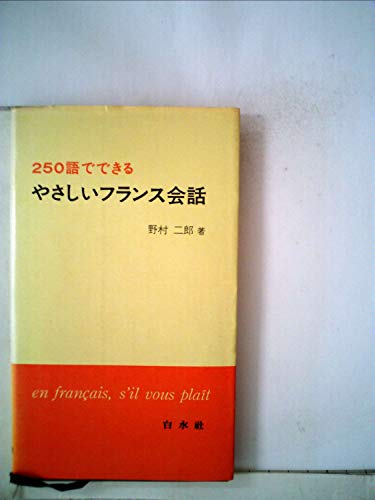 250語でできる
やさしいフランス会話
野村 二郎 著
en français, s'il vous plaît
白水社